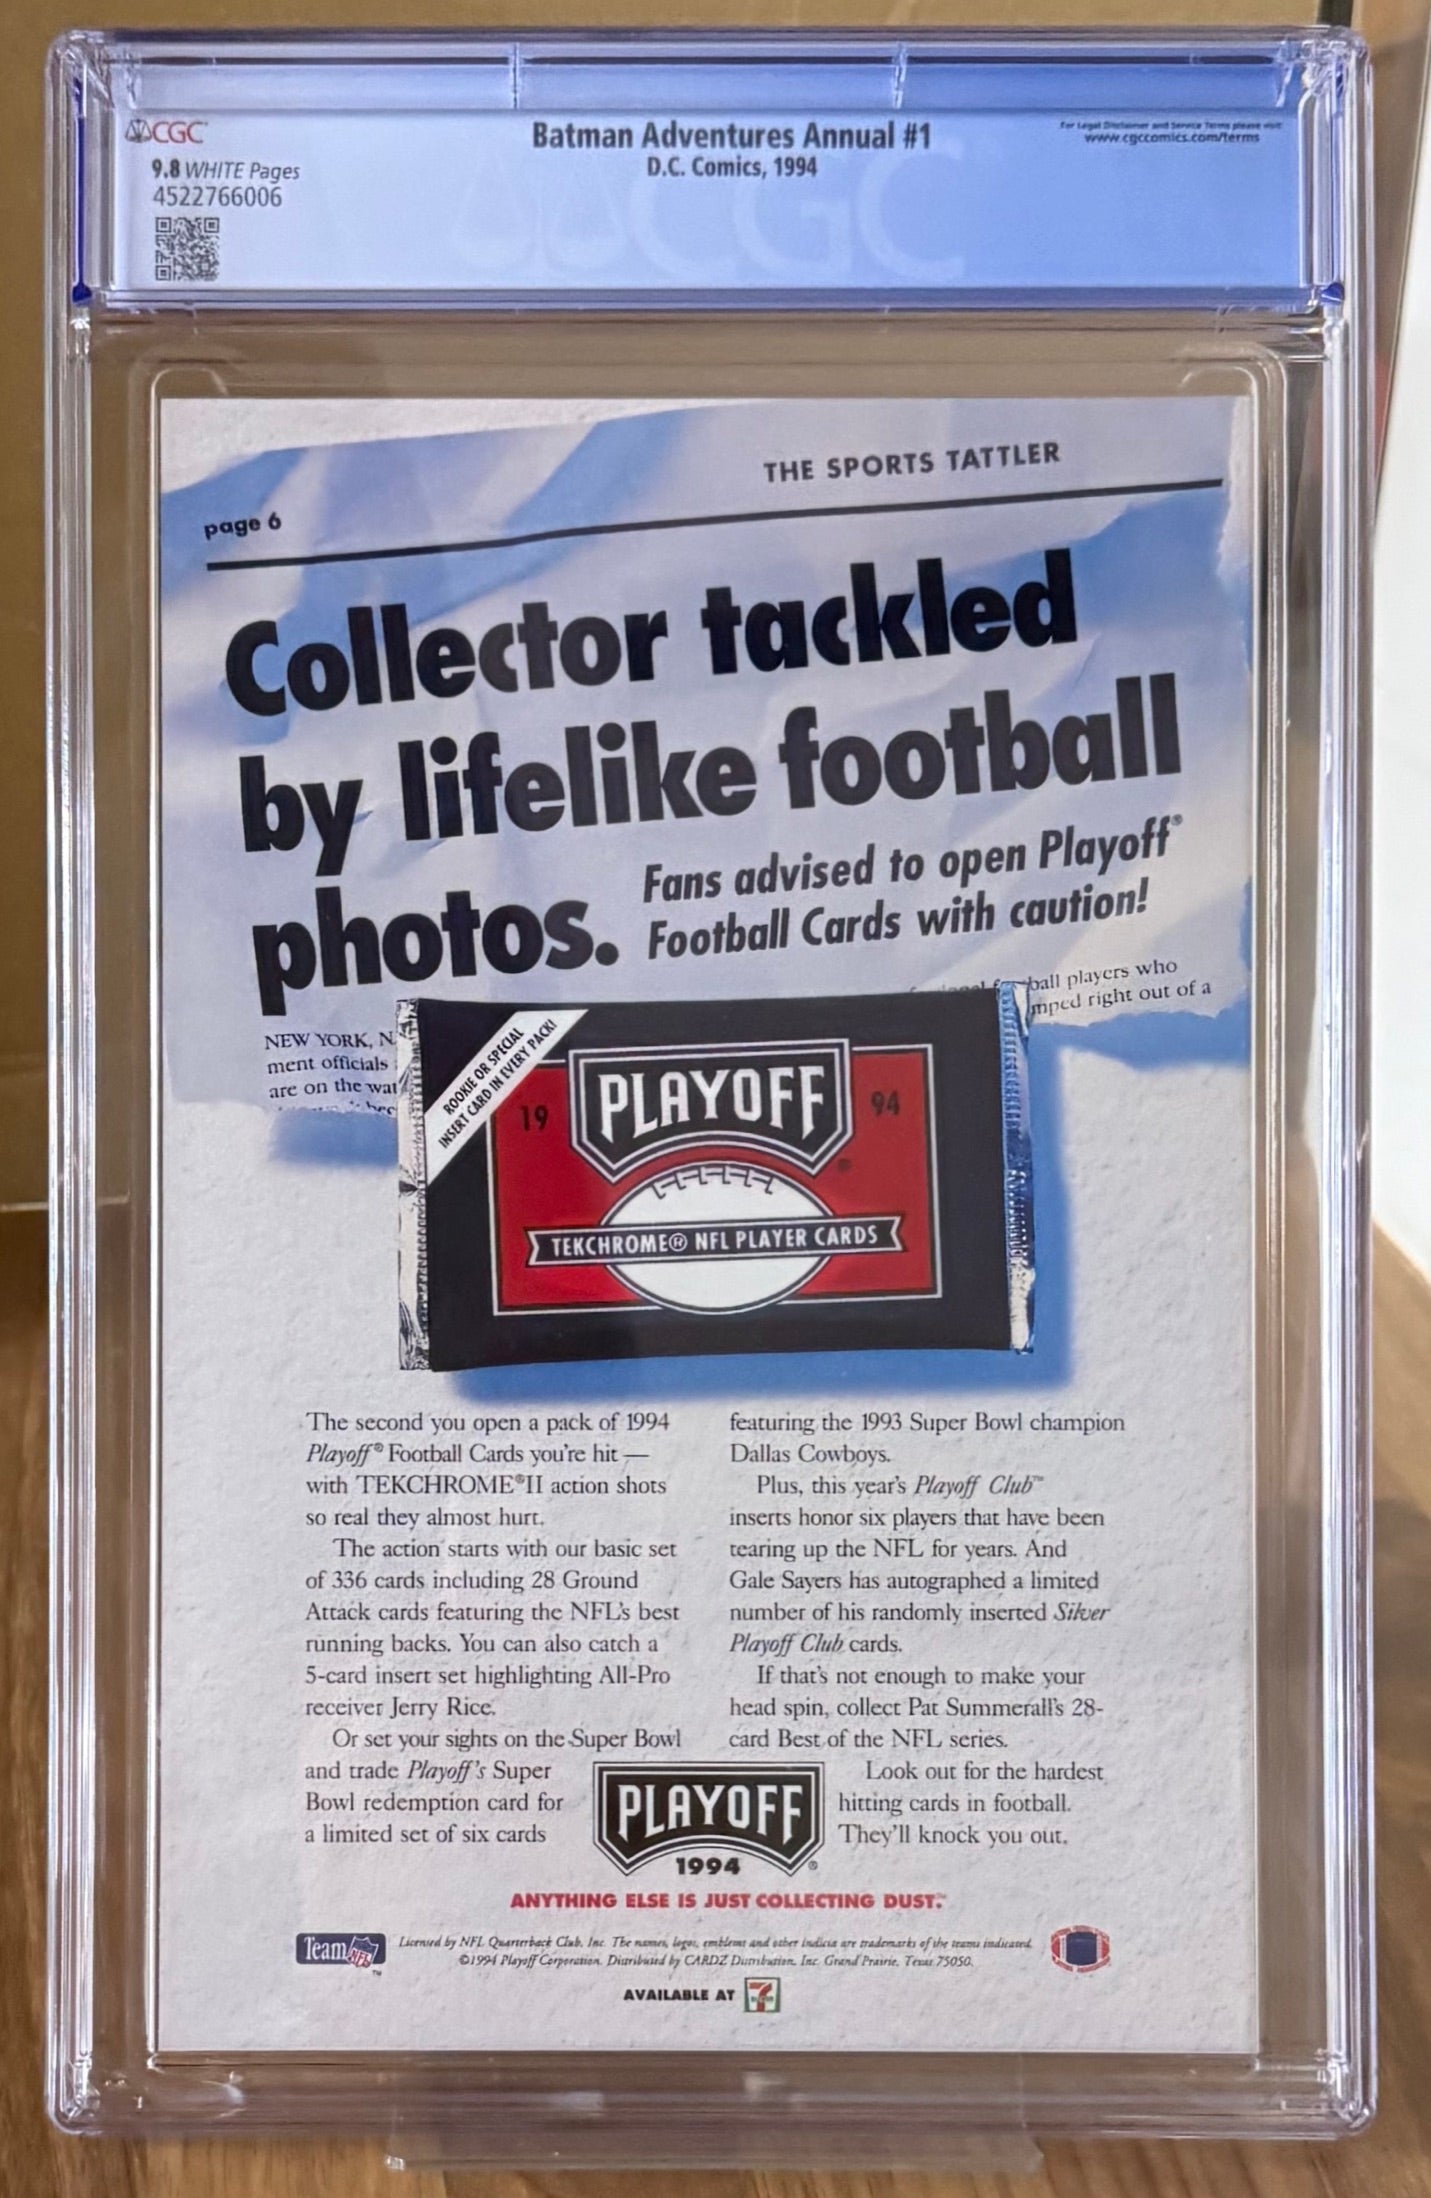 CGC
9.8 WHITE Pages
4522766006
Batman Adventures Annual #1
D.C. Comics, 1994
For Legal Disclaimer and Service Terms please visit
www.cgccomics.com/terms
CGC
THE SPORTS TATTLER
page 6
Collector tackled
by lifelike football
photos.
Fans advised to open Playoff®
Football Cards with caution!
ball players who
mped right out of a
NEW YORK, N
ment officials
are on the wat
ROOKIE OR SPECIAL
INSERT CARD IN EVERY PACK!
19 PLAYOFF 94
®
TEKCHROME® NFL PLAYER CARDS
The second you open a pack of 1994
Playoff® Football Cards you're hit —
with TEKCHROME®II action shots
so real they almost hurt.
The action starts with our basic set
of 336 cards including 28 Ground
Attack cards featuring the NFL's best
running backs. You can also catch a
5-card insert set highlighting All-Pro
receiver Jerry Rice.
Or set your sights on the Super Bowl
and trade Playoff's Super
Bowl redemption card for
a limited set of six cards
featuring the 1993 Super Bowl champion
Dallas Cowboys.
Plus, this year's Playoff Club™
inserts honor six players that have been
tearing up the NFL for years. And
Gale Sayers has autographed a limited
number of his randomly inserted Silver
Playoff Club cards.
If that's not enough to make your
head spin, collect Pat Summerall's 28-
card Best of the NFL series.
Look out for the hardest
hitting cards in football.
They'll knock you out.
PLAYOFF
1994 ®
ANYTHING ELSE IS JUST COLLECTING DUST.™
Team NFL ™
Licensed by NFL Quarterback Club, Inc. The names, logos, emblems and other indicia are trademarks of the teams indicated.
©1994 Playoff Corporation. Distributed by CARDZ Distribution, Inc. Grand Prairie, Texas 75050.
AVAILABLE AT 7 ELEVEN